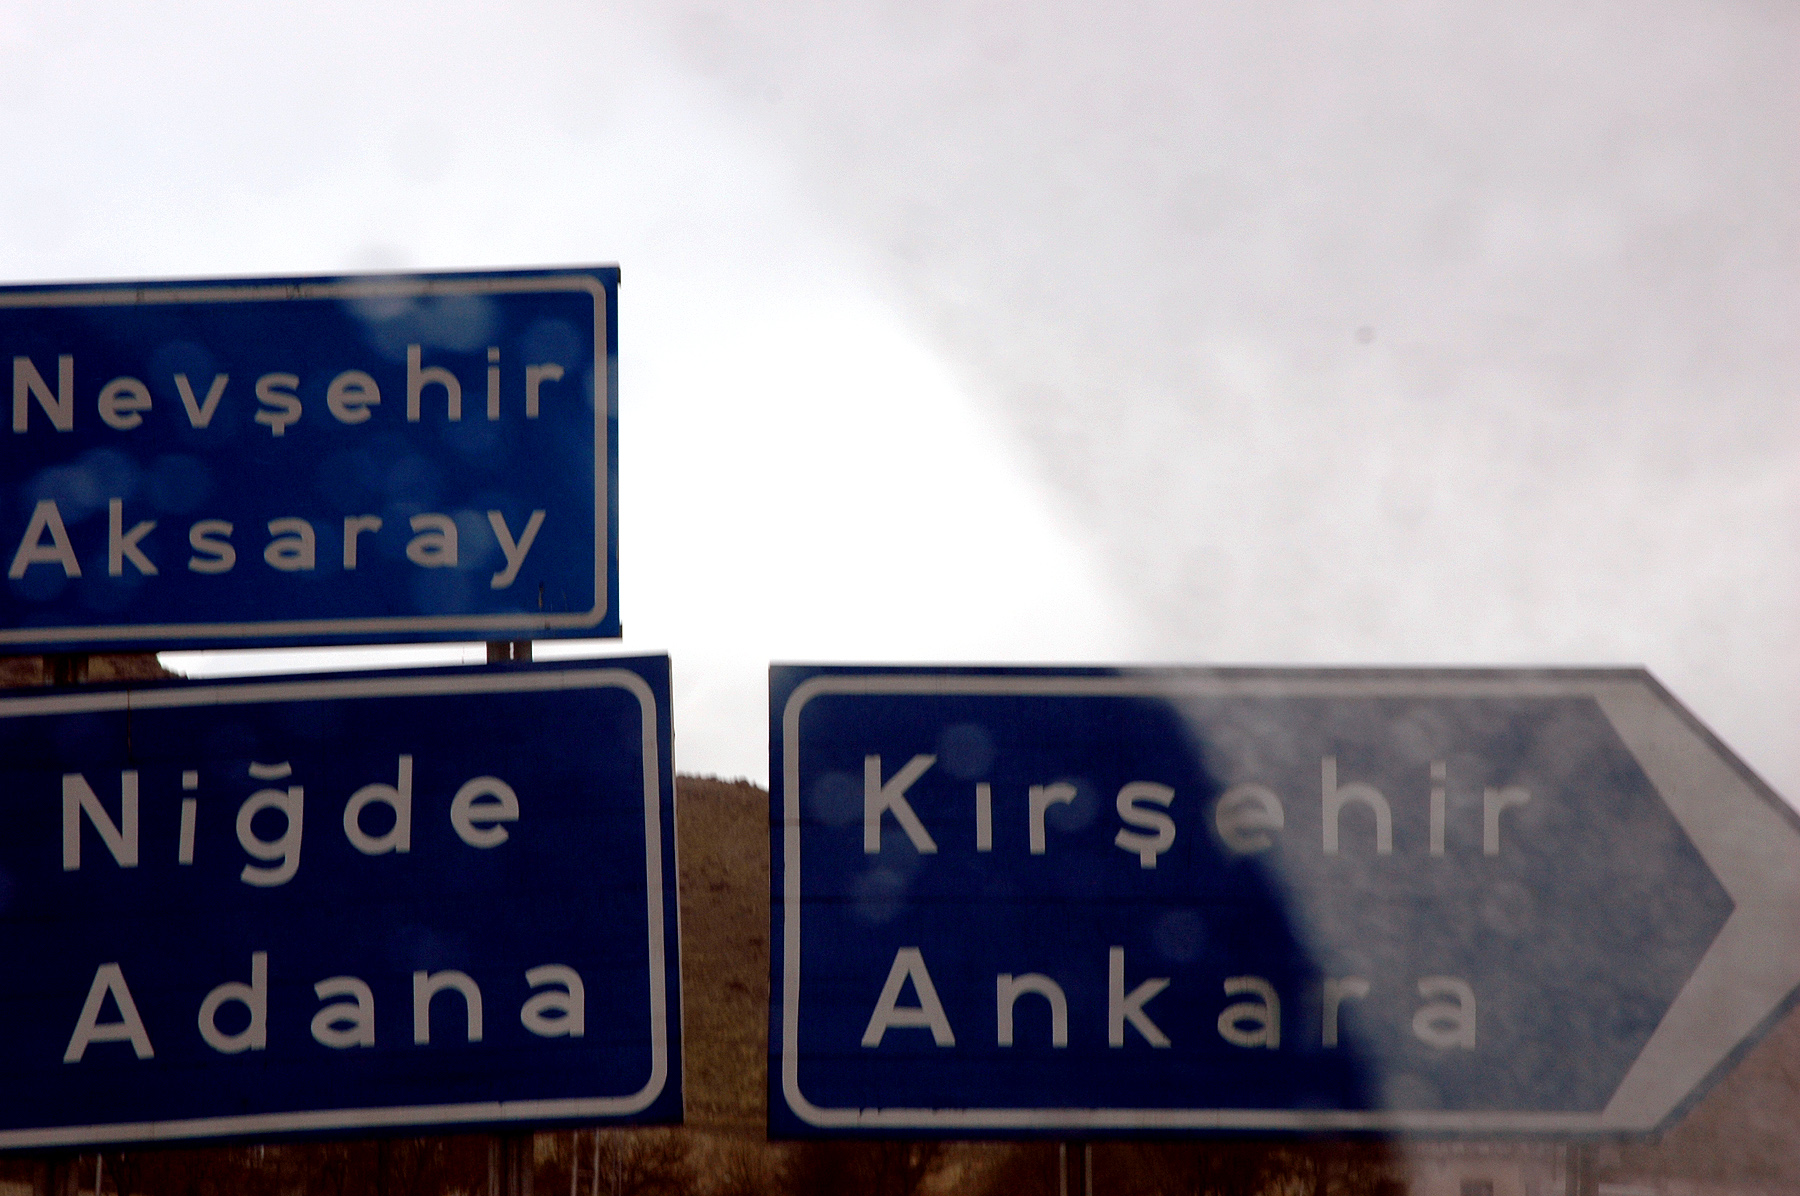 Nevşehir
Aksaray
Niğde
Adana
Kırşehir
Ankara